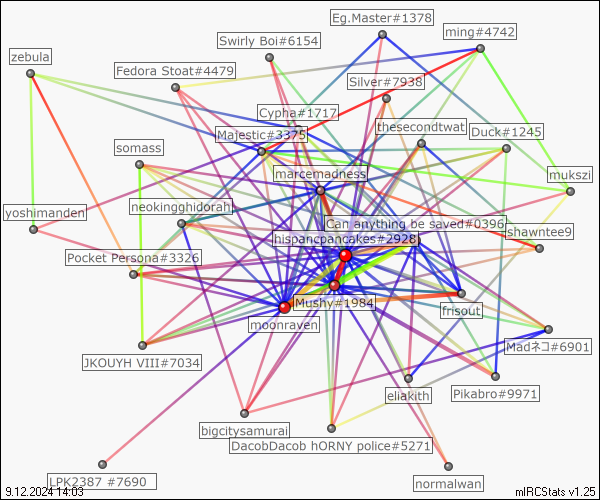 Eg.Master#1378
ming#4742
Swirly Boi#6154
zebula
Fedora Stoat#4479
Silver#7938
Cypha#1717
thesecondtwat
Majestic#3375
Duck#1245
somass
marcemadness
mukszi
neokingghidorah
yoshimanden
Can anything be saved#0396
shawntee9
hispancpancakes#2928
Pocket Persona#3326
Mushy#1984
frisout
moonraven
Madネコ#6901
JKOUYH VIII#7034
eliakith
Pikabro#9971
bigcitysamurai
DacobDacob hORNY police#5271
LPK2387 #7690
normalwan
9.12.2024 14:03
mIRCStats v1.25